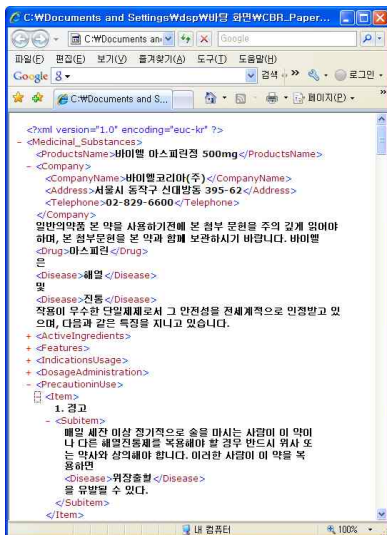 C:₩Documents and Settings₩dsp₩바탕 화면₩CBR_Paper...
C:₩Documents an
Google
파일(F) 편집(E) 보기(V) 즐겨찾기(A) 도구(T) 도움말(H)
Google 8 검색 » 로그인
C:₩Documents and S... 페이지(P) »
<?xml version="1.0" encoding="euc-kr" ?>
- <Medicinal_Substances>
<ProductsName>바이엘 아스피린정 500mg</ProductsName>
- <Company>
<CompanyName>바이엘코리아(주)</CompanyName>
<Address>서울시 동작구 신대방동 395-62</Address>
<Telephone>02-829-6600</Telephone>
</Company>
일반의약품 본 약을 사용하기전에 본 첨부 문헌을 주의 깊게 읽어야
하며, 본 첨부문헌을 본 약과 함께 보관하시기 바랍니다. 바이엘
<Drug>아스피린</Drug>
은
<Disease>해열</Disease>
및
<Disease>진통</Disease>
작용이 우수한 단일제제로서 그 안전성을 전세계적으로 인정받고 있
으며, 다음과 같은 특징을 지니고 있습니다.
+ <ActiveIngredients>
+ <Features>
+ <IndicationsUsage>
+ <DosageAdministration>
- <PrecautioninUse>
- <Item>
1. 경고
- <Subitem>
매일 세잔 이상 정기적으로 술을 마시는 사람이 이 약이
나 다른 해열진통제를 복용해야 할 경우 반드시 의사 또
는 약사와 상의해야 합니다. 이러한 사람이 이 약을 복
용하면
<Disease>위장출혈</Disease>
을 유발될 수 있다.
</Subitem>
</Item>
내 컴퓨터 100%